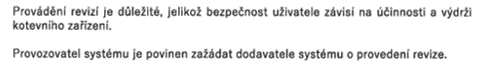 Provádění revizí je důležité, jelikož bezpečnost uživatele závisí na účinnosti a výdrži
kotevního zařízení.
Provozovatel systému je povinen zažádat dodavatele systému o provedení revize.